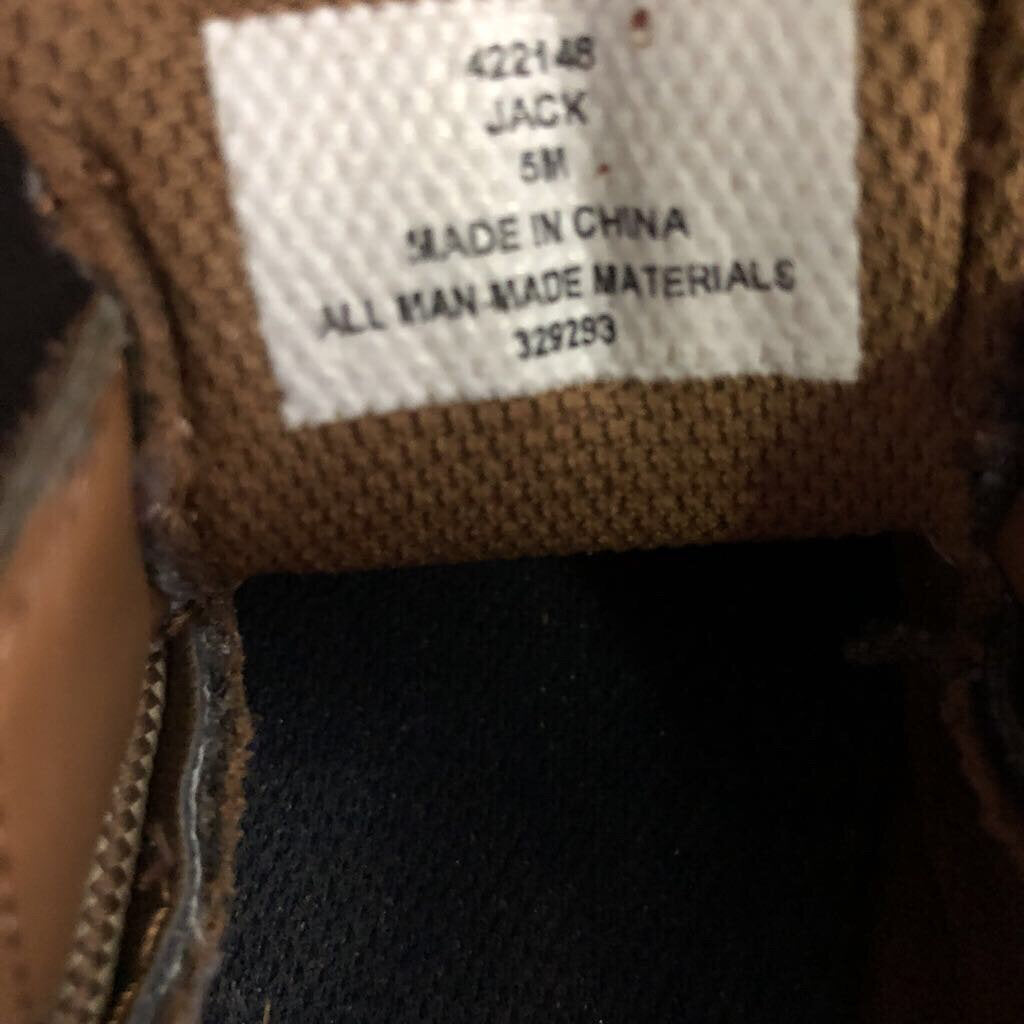 422148
JACK
5M
MADE IN CHINA
ALL MAN-MADE MATERIALS
329293